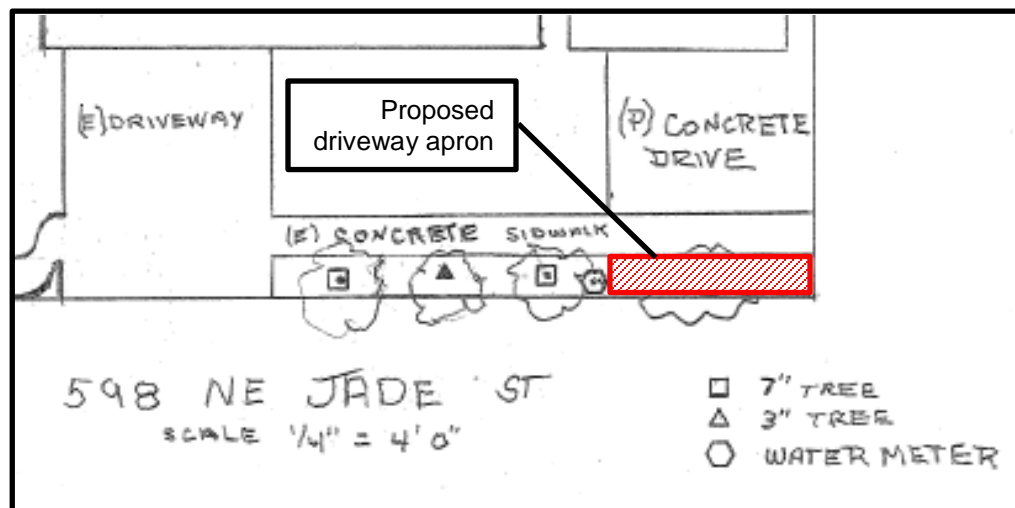 Proposed
driveway apron
(E) DRIVEWAY
(P) CONCRETE
DRIVE
(E) CONCRETE SIDWALK
598 NE JADE ST
SCALE 1/4" = 4' 0"
7" TREE
3" TREE
WATER METER